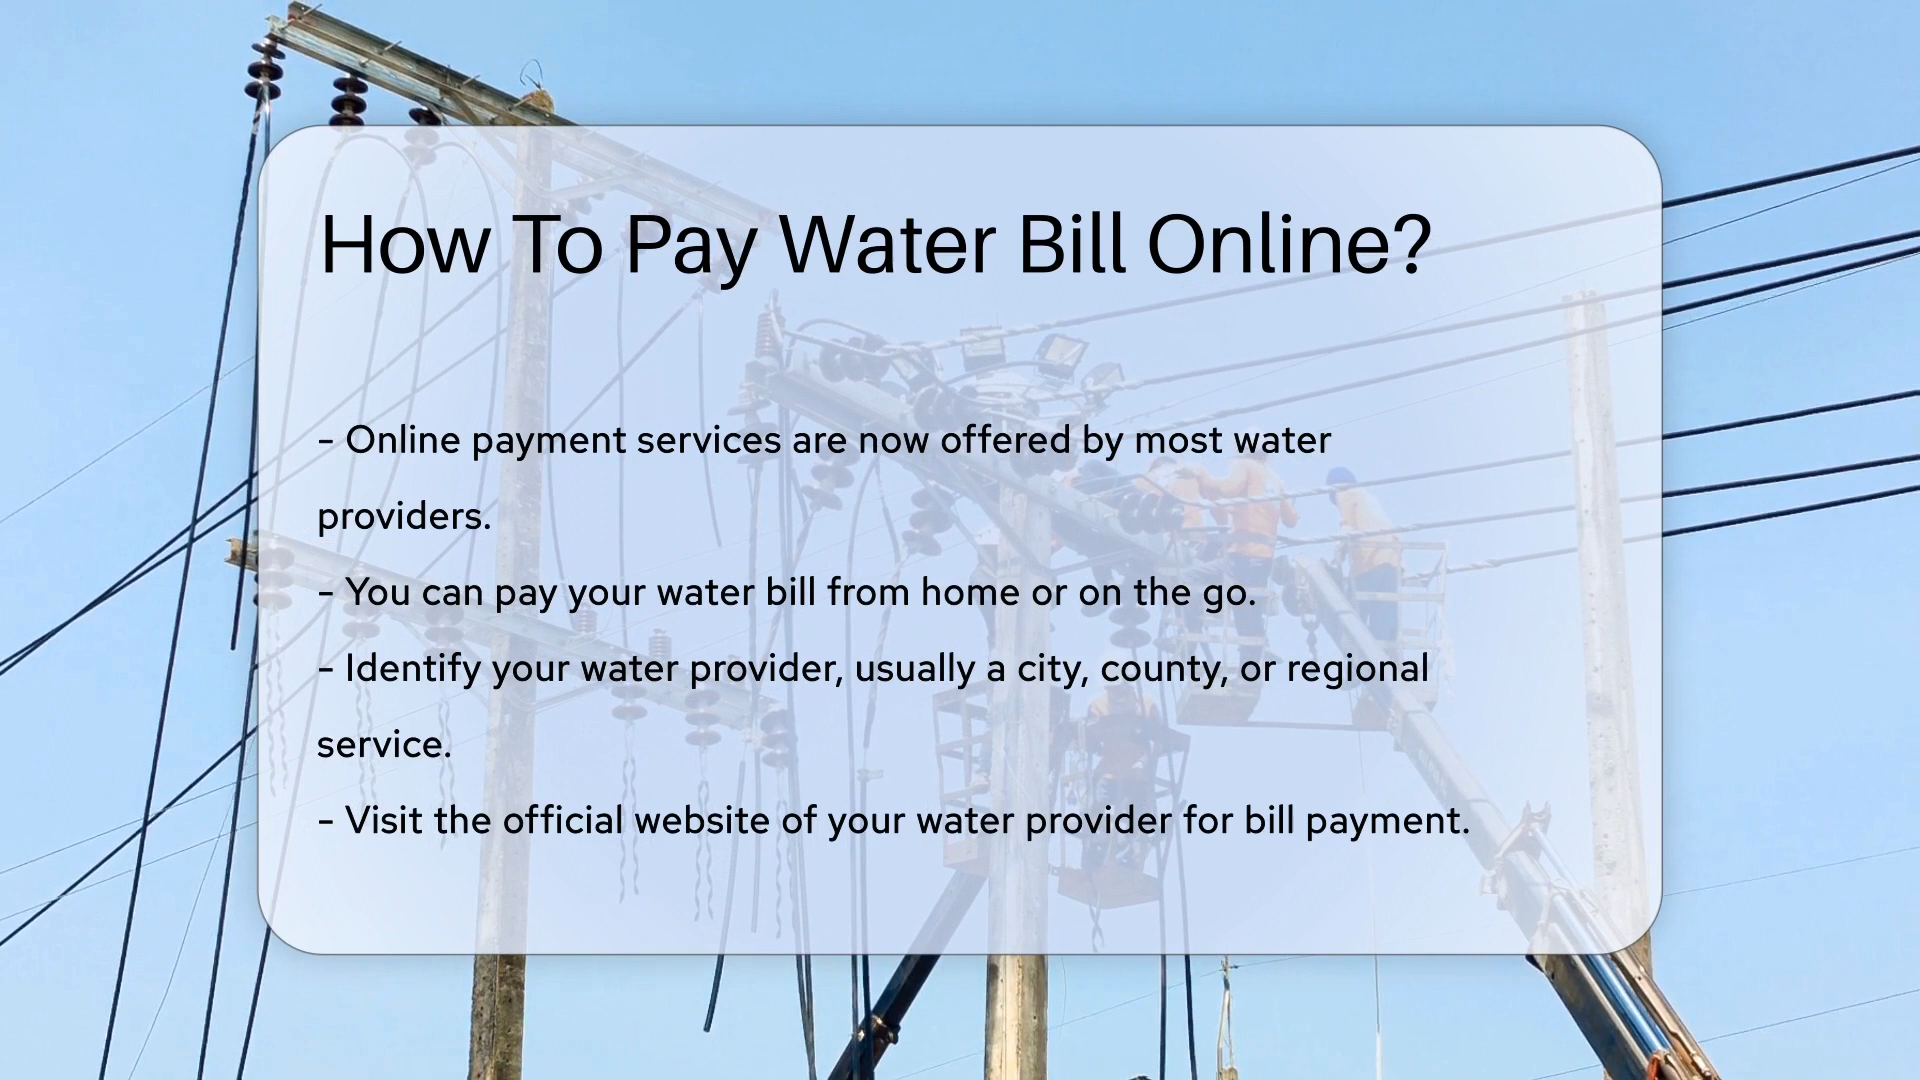 How To Pay Water Bill Online?
- Online payment services are now offered by most water
providers.
- You can pay your water bill from home or on the go.
- Identify your water provider, usually a city, county, or regional
service.
- Visit the official website of your water provider for bill payment.